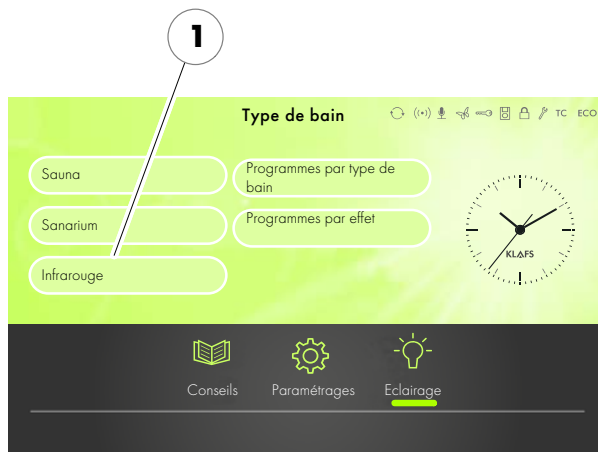 1
Type de bain
TC ECO
Sauna
Programmes par type de
bain
Sanarium
Programmes par effet
Infrarouge
KLAFS
Conseils
Paramétrages
Eclairage